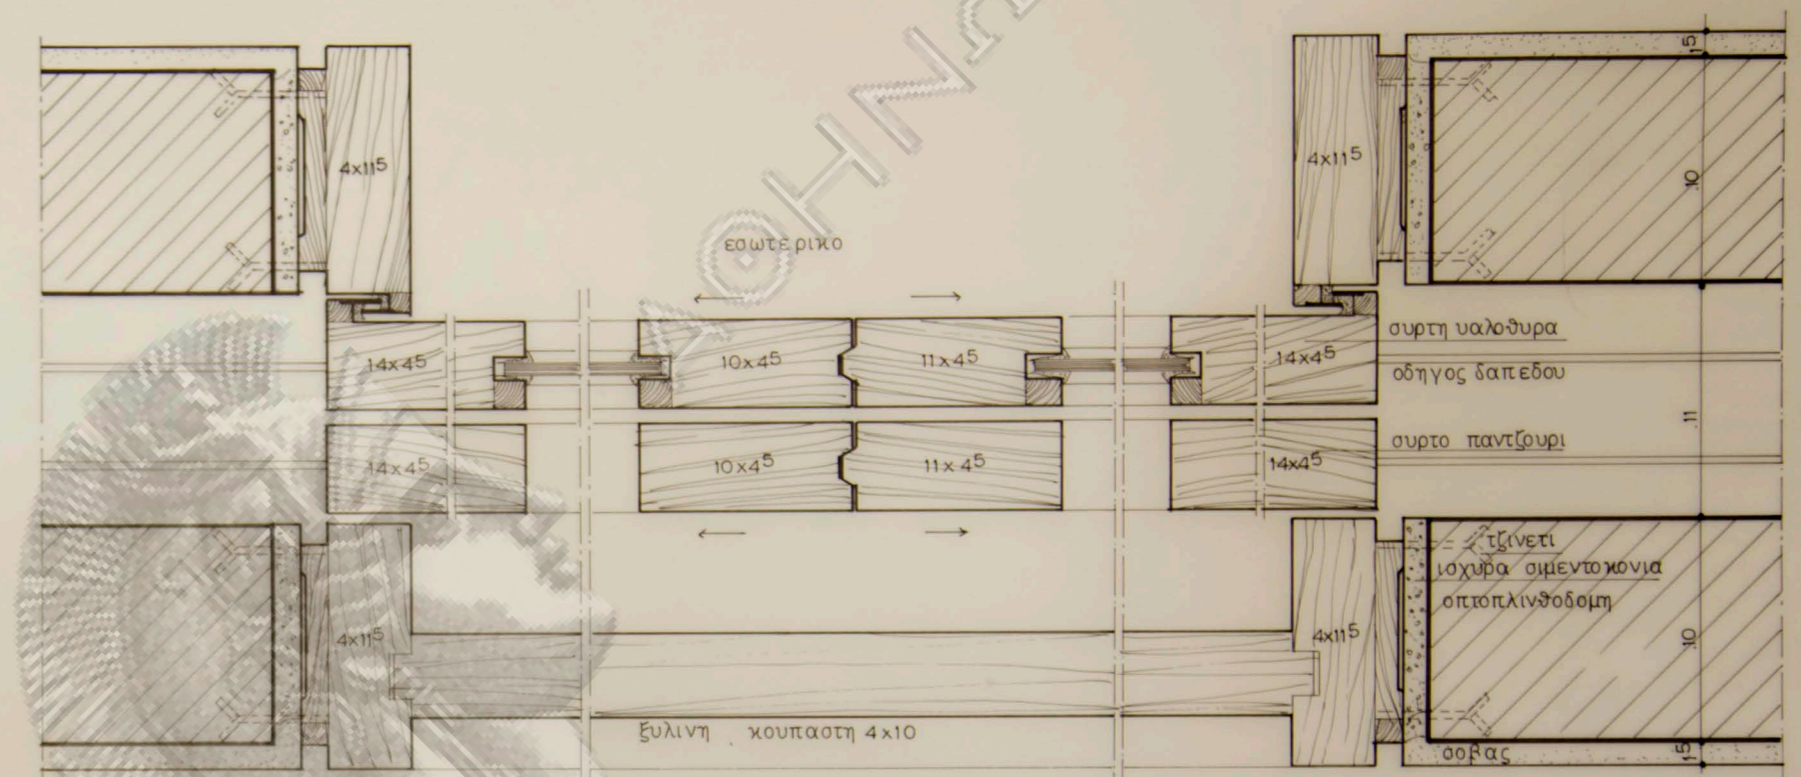 15
4x11⁵
4x11⁵
.10
εσωτερικο
ΑΘΗΝΩ
συρτη υαλοθυρα
14x4⁵
10x4⁵
11x4⁵
14x4⁵
οδηγος δαπεδου
.11
συρτο παντζουρι
14x4⁵
10x4⁵
11x4⁵
14x4⁵
τζινετι
ισχυρα σιμεντοκονια
οπτοπλινθοδομη
4x11⁵
4x11⁵
.10
ξυλινη κουπαστη 4x10
σοβας
15